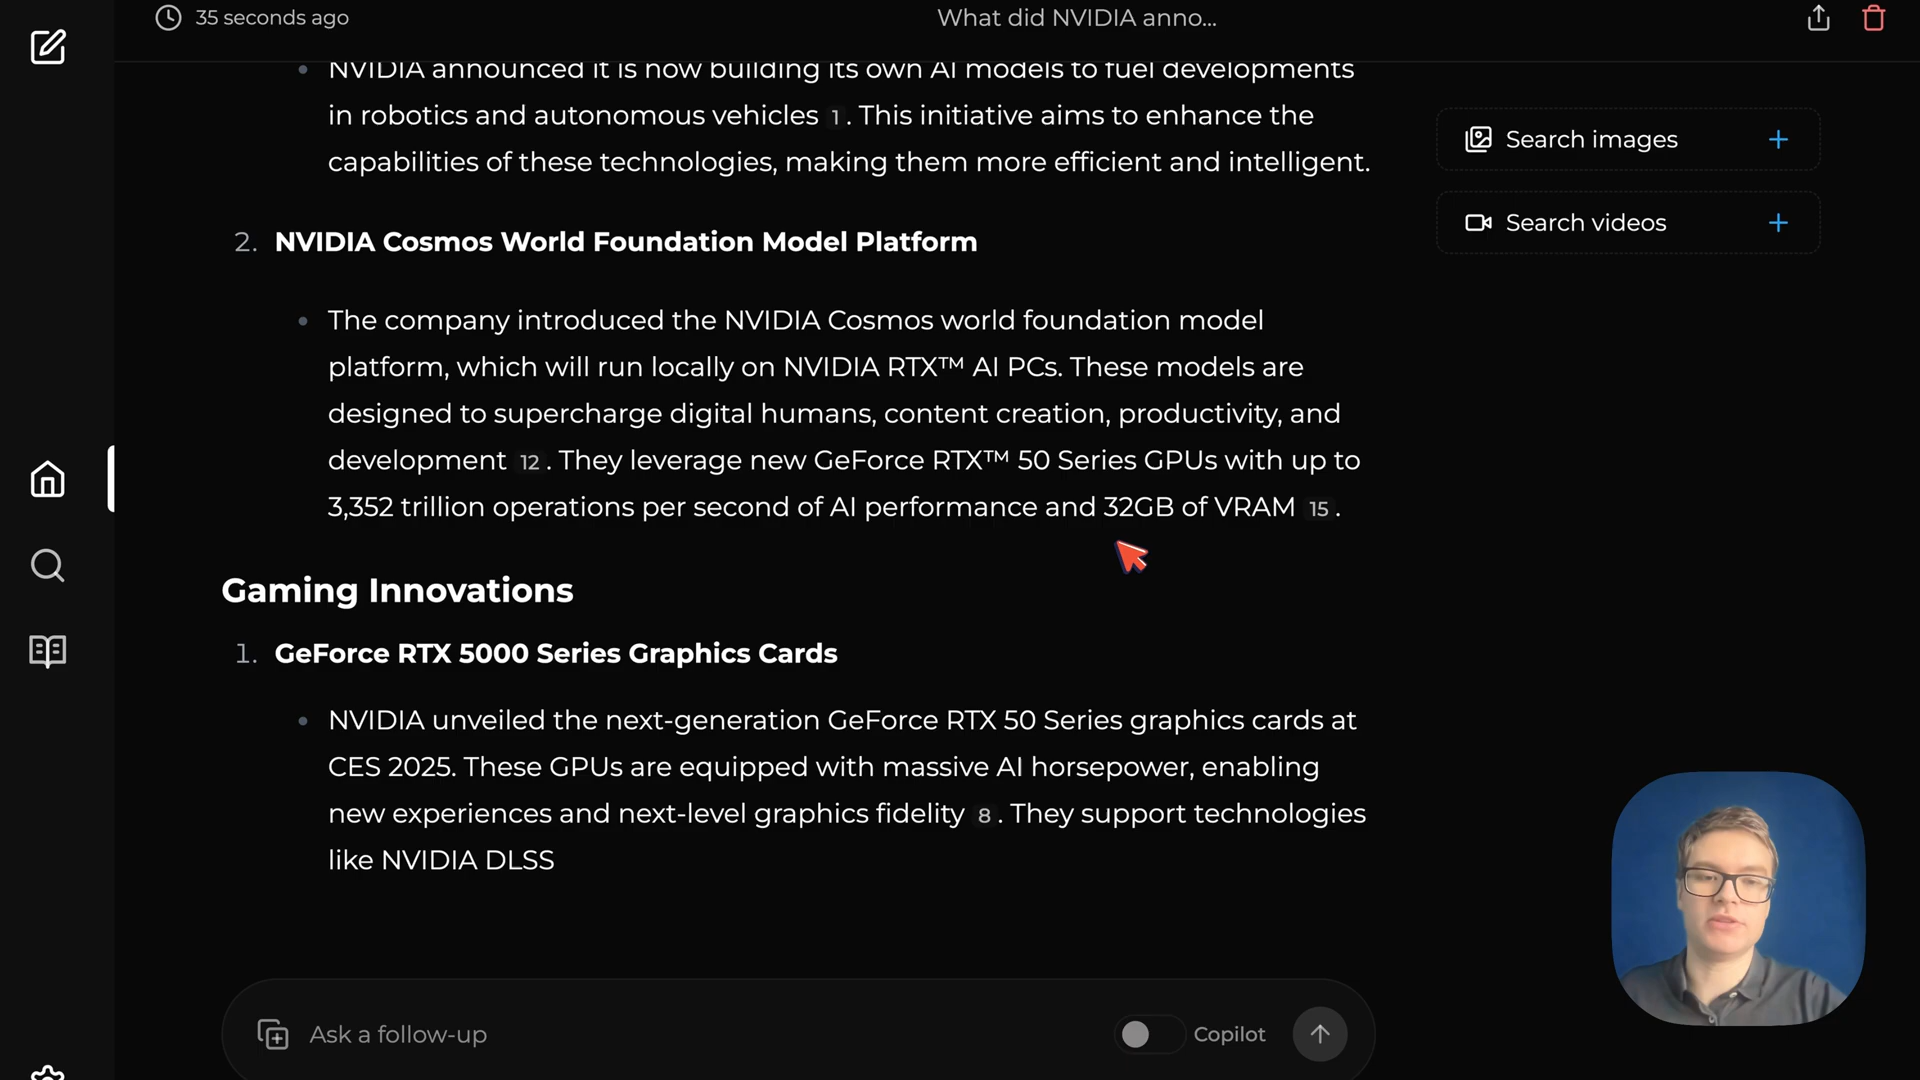 35 seconds ago
What did NVIDIA anno...
NVIDIA announced it is now building its own AI models to fuel developments
in robotics and autonomous vehicles 1. This initiative aims to enhance the
capabilities of these technologies, making them more efficient and intelligent.
Search images
Search videos
2. NVIDIA Cosmos World Foundation Model Platform
The company introduced the NVIDIA Cosmos world foundation model
platform, which will run locally on NVIDIA RTX™ AI PCs. These models are
designed to supercharge digital humans, content creation, productivity, and
development 12. They leverage new GeForce RTX™ 50 Series GPUs with up to
3,352 trillion operations per second of AI performance and 32GB of VRAM 15.
Gaming Innovations
1. GeForce RTX 5000 Series Graphics Cards
NVIDIA unveiled the next-generation GeForce RTX 50 Series graphics cards at
CES 2025. These GPUs are equipped with massive AI horsepower, enabling
new experiences and next-level graphics fidelity 8. They support technologies
like NVIDIA DLSS
Ask a follow-up
Copilot